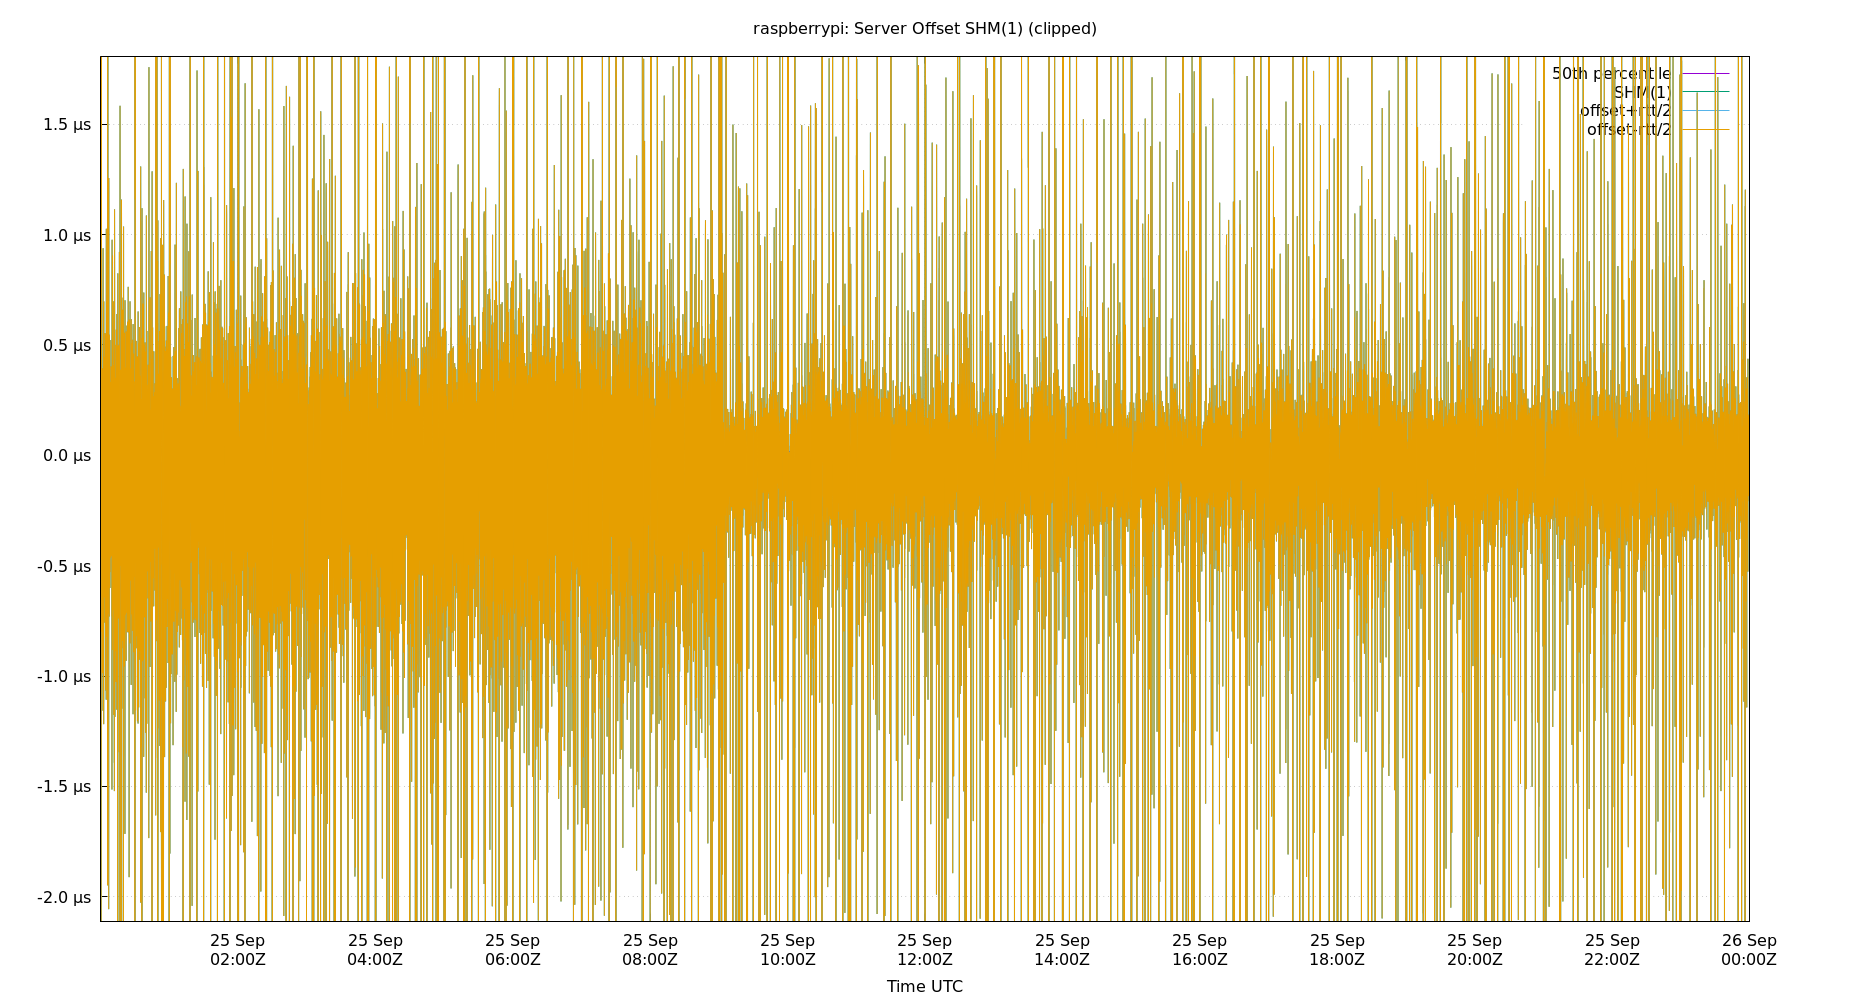 raspberrypi: Server Offset SHM(1) (clipped)
50th percentile
SHM(1)
offset+rtt/2
offset-rtt/2
1.5 µs
1.0 µs
0.5 µs
0.0 µs
-0.5 µs
-1.0 µs
-1.5 µs
-2.0 µs
25 Sep 25 Sep 25 Sep 25 Sep 25 Sep 25 Sep 25 Sep 25 Sep 25 Sep 25 Sep 25 Sep 26 Sep
02:00Z 04:00Z 06:00Z 08:00Z 10:00Z 12:00Z 14:00Z 16:00Z 18:00Z 20:00Z 22:00Z 00:00Z
Time UTC